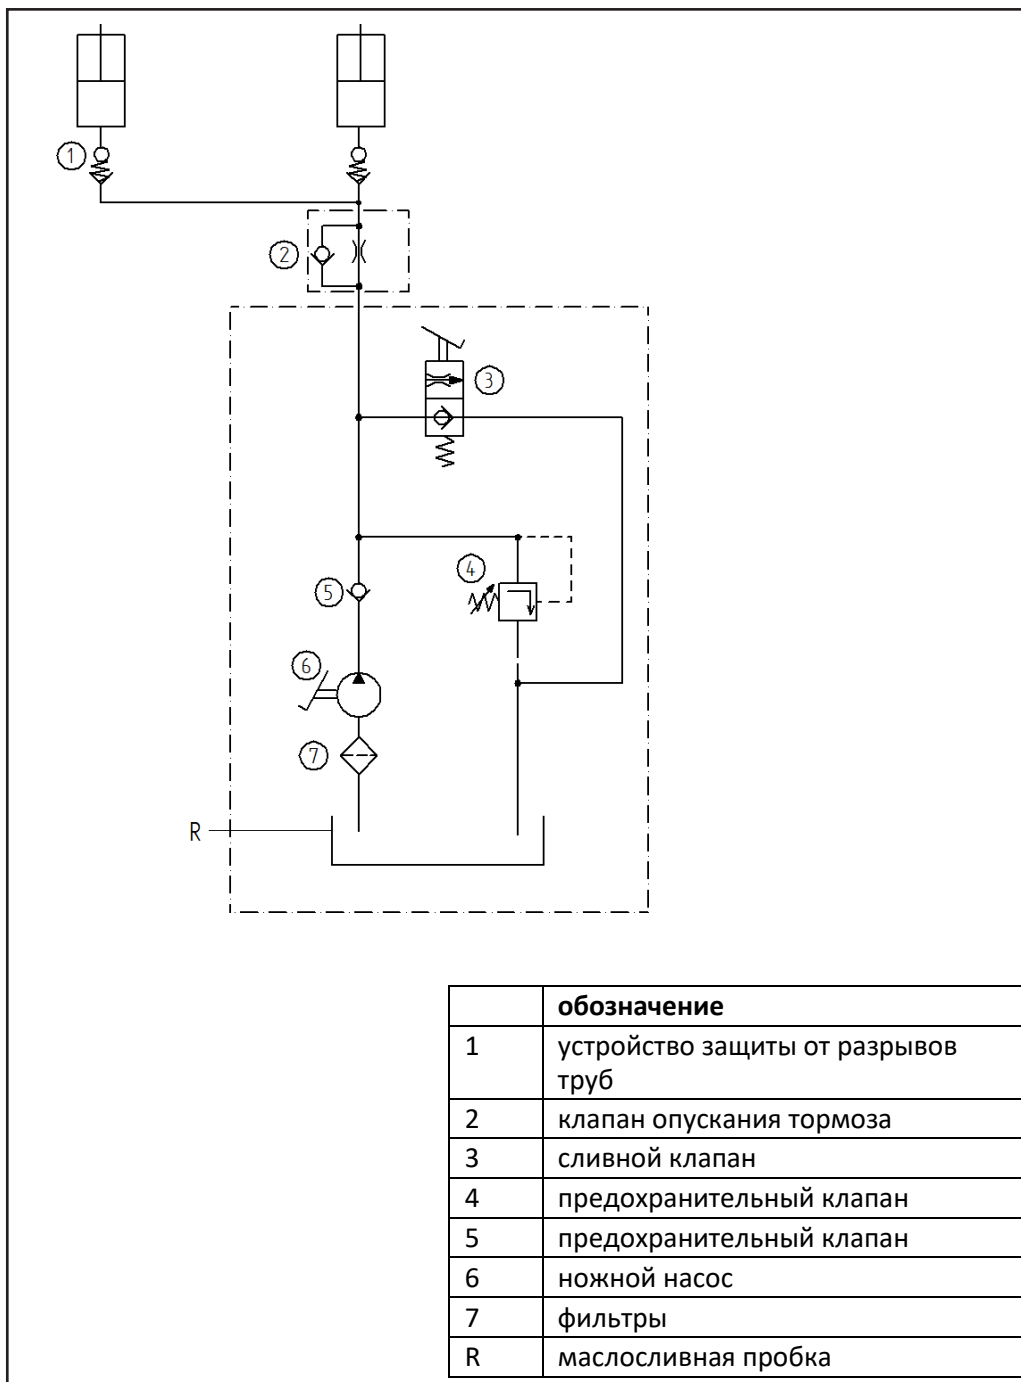 1
2
3
4
5
6
7
R
обозначение
1 устройство защиты от разрывов
труб
2 клапан опускания тормоза
3 сливной клапан
4 предохранительный клапан
5 предохранительный клапан
6 ножной насос
7 фильтры
R маслосливная пробка